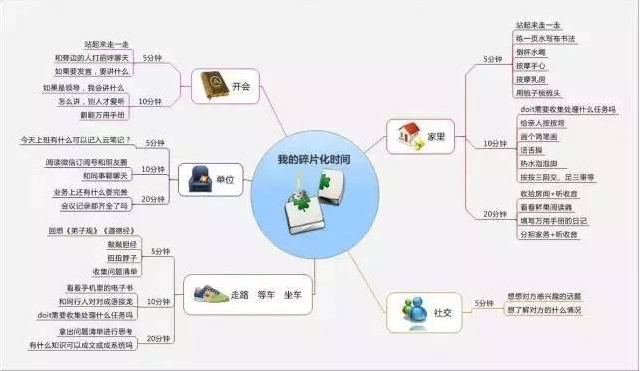 我的碎片化时间
开会
5分钟
站起来走一走
和旁边的人打招呼聊天
如果要发言,要讲什么
10分钟
如果是领导,我会讲什么
怎么讲,别人才爱听
翻翻万用手册
单位
5分钟
今天上班有什么可以记入云笔记?
10分钟
阅读微信订阅号和朋友圈
和同事聊聊天
20分钟
业务上还有什么要完善
会议记录都齐全了吗
走路 等车 坐车
5分钟
回想《弟子规》《道德经》
敲敲胆经
扭扭脖子
收集问题清单
10分钟
看看手机里的电子书
和同行人对对成语接龙
doit需要收集处理什么任务吗
20分钟
拿出问题清单进行思考
有什么知识可以成文或成系统吗
家里
5分钟
站起来走一走
练一页水写布书法
倒杯水喝
按摩手心
按摩乳房
用梳子梳梳头
10分钟
doit需要收集处理什么任务吗
给亲人按按背
画个简笔画
活舌操
热水泡泡脚
按按三阴交、足三里等
20分钟
收拾房间+听收音
看看鲜果阅读器
填写万用手册的日记
分担家务+听收音
社交
5分钟
想想对方感兴趣的话题
想了解对方的什么情况